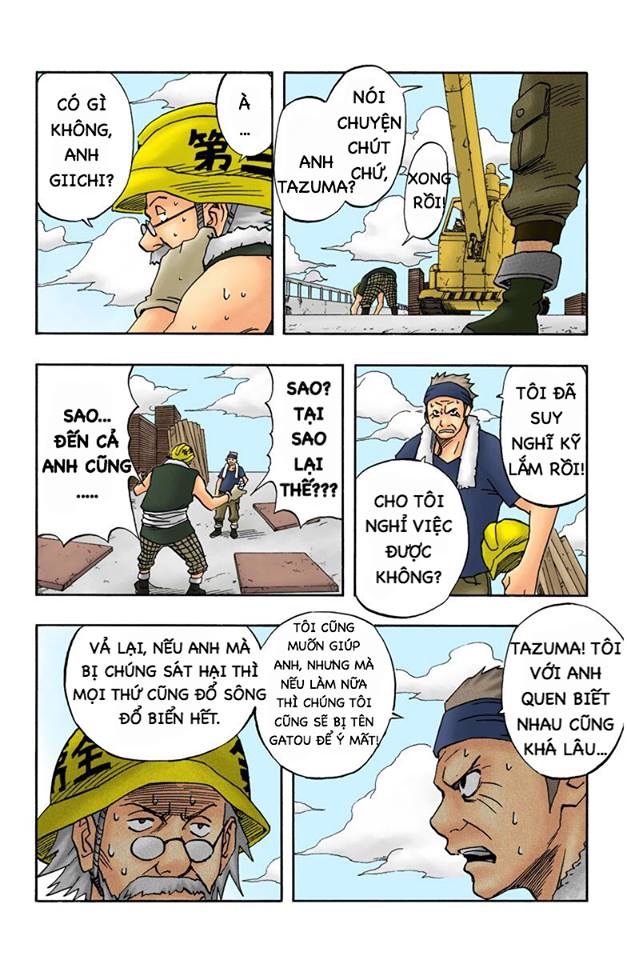 NÓI
CHUYỆN
CHÚT
CHỨ,
ANH
TAZUMA?
XONG
RỒI!
À
...
CÓ GÌ
KHÔNG,
ANH
GIICHI?
第
TÔI ĐÃ
SUY
NGHĨ KỸ
LẮM RỒI!
CHO TÔI
NGHỈ VIỆC
ĐƯỢC
KHÔNG?
SAO?
TẠI
SAO
LẠI
THẾ???
SAO...
ĐẾN CẢ
ANH CŨNG
.....
TAZUMA! TÔI
VỚI ANH
QUEN BIẾT
NHAU CŨNG
KHÁ LÂU...
TÔI CŨNG
MUỐN GIÚP
ANH, NHƯNG MÀ
NẾU LÀM NỮA
THÌ CHÚNG TÔI
CŨNG SẼ BỊ TÊN
GATOU ĐỂ Ý MẤT!
VẢ LẠI, NẾU ANH MÀ
BỊ CHÚNG SÁT HẠI THÌ
MỌI THỨ CŨNG ĐỔ SÔNG
ĐỔ BIỂN HẾT.
全